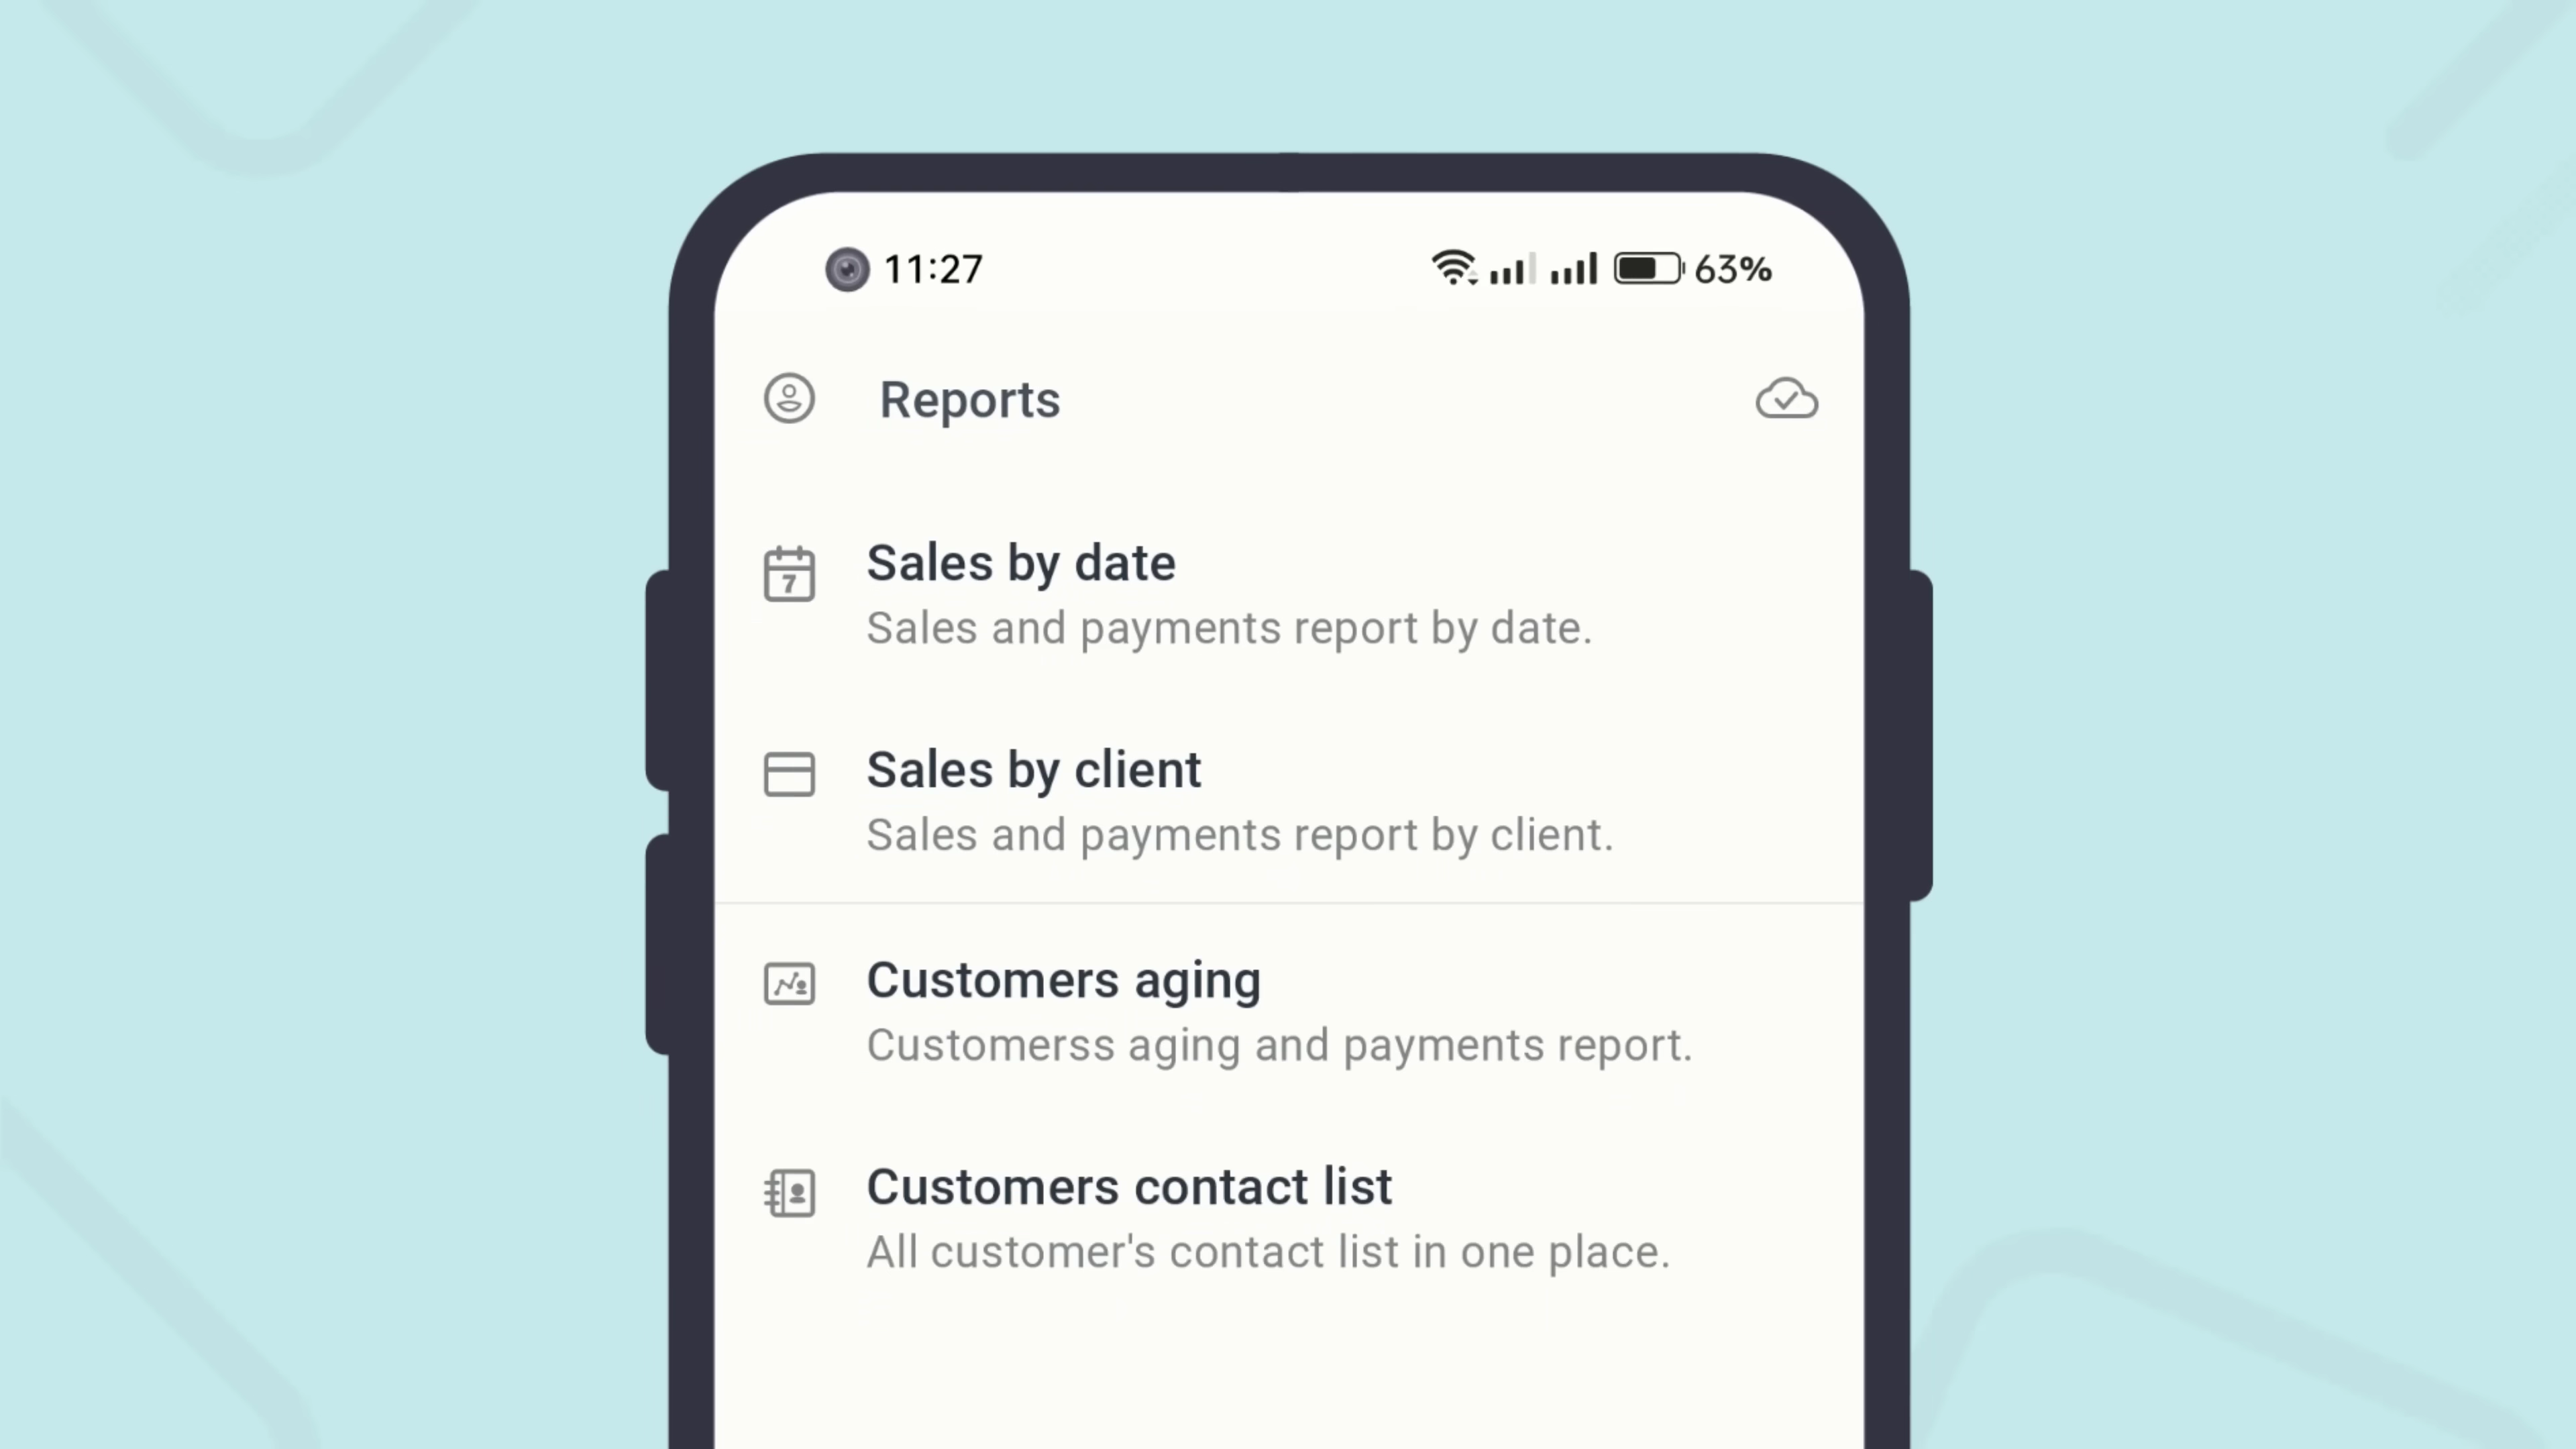 11:27
63%
Reports
7
Sales by date
Sales and payments report by date.
Sales by client
Sales and payments report by client.
Customers aging
Customerss aging and payments report.
Customers contact list
All customer's contact list in one place.